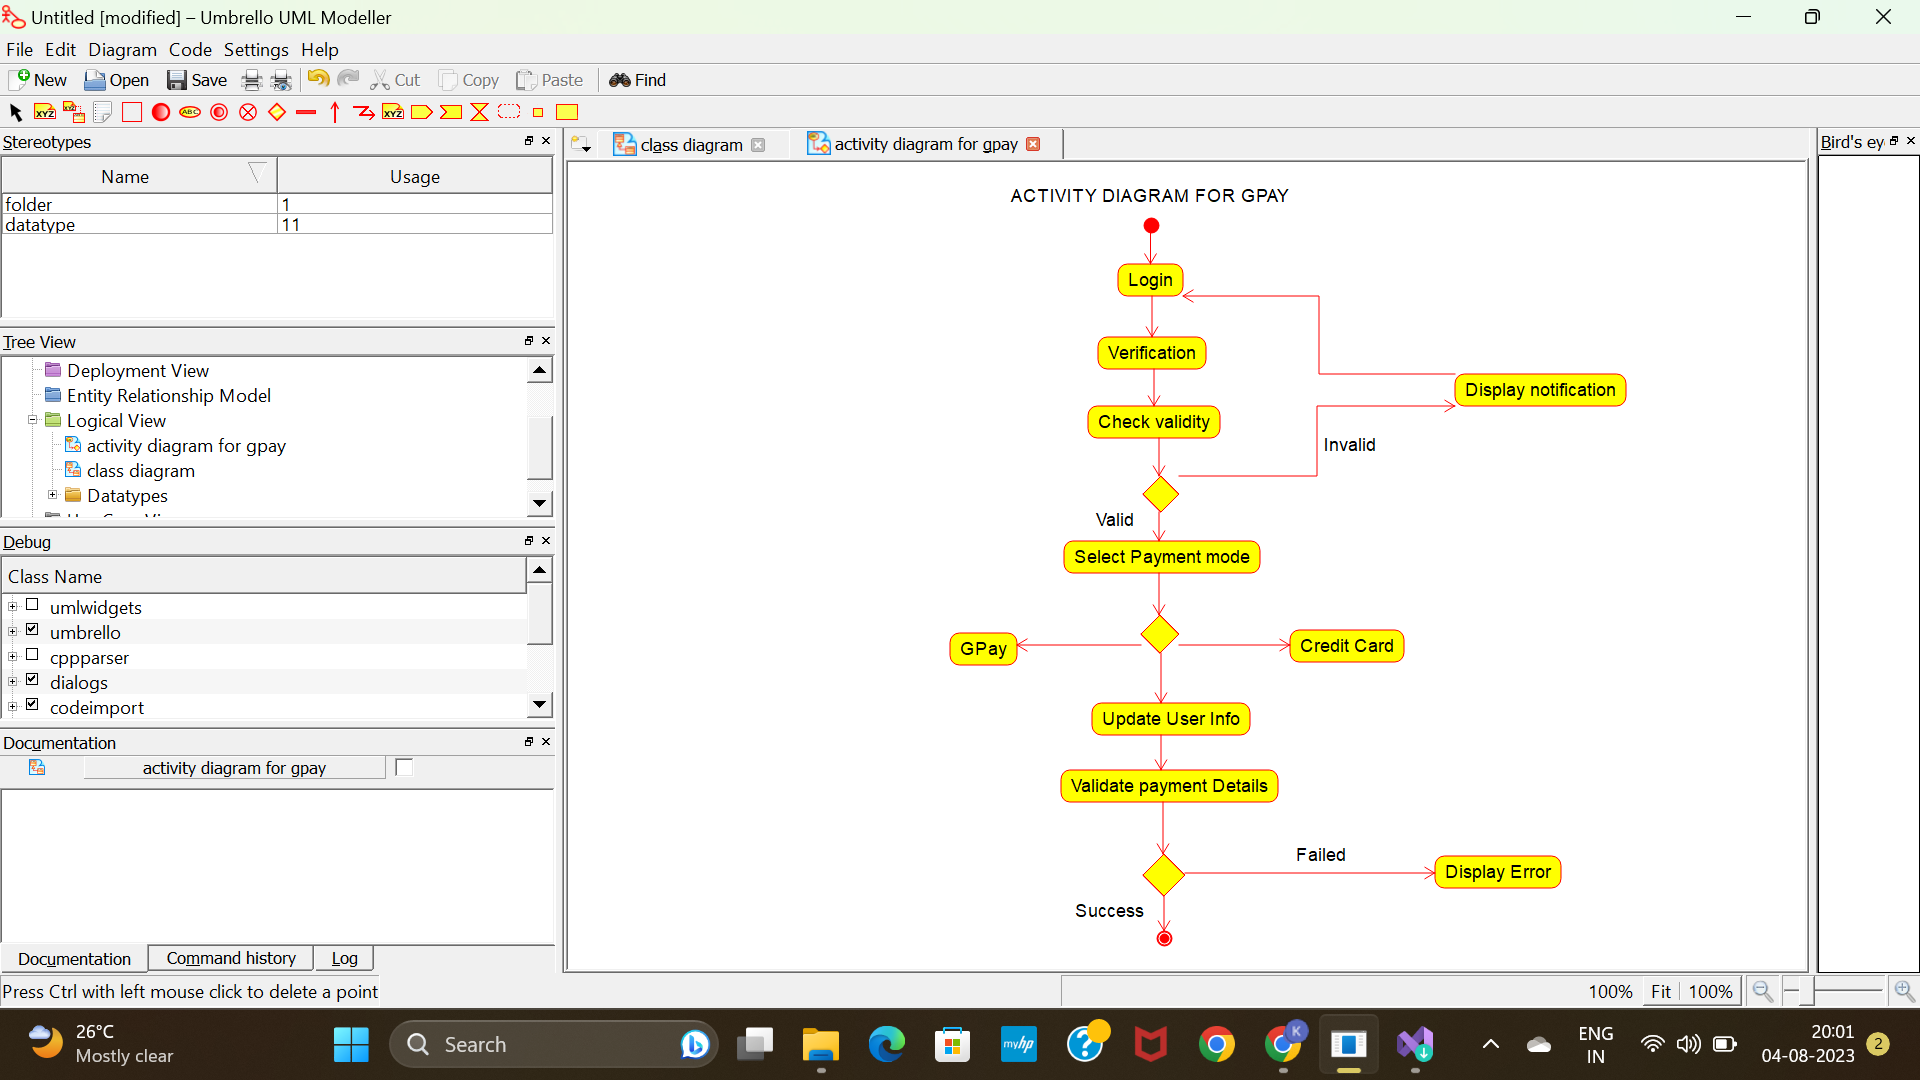 Untitled [modified] – Umbrello UML Modeller
File Edit Diagram Code Settings Help
New Open Save Cut Copy Paste Find
XYZ ABC XYZ
Stereotypes
Name Usage
folder 1
datatype 11
Tree View
Deployment View
Entity Relationship Model
Logical View
activity diagram for gpay
class diagram
Datatypes
Debug
Class Name
umlwidgets
umbrello
cppparser
dialogs
codeimport
Documentation
activity diagram for gpay
Documentation Command history Log
Press Ctrl with left mouse click to delete a point
class diagram activity diagram for gpay
Bird's ey
ACTIVITY DIAGRAM FOR GPAY
Login
Verification
Display notification
Check validity
Invalid
Valid
Select Payment mode
GPay
Credit Card
Update User Info
Validate payment Details
Failed
Display Error
Success
100% Fit 100%
26°C
Mostly clear
Search
myhp
K
ENG
IN
20:01
04-08-2023
2